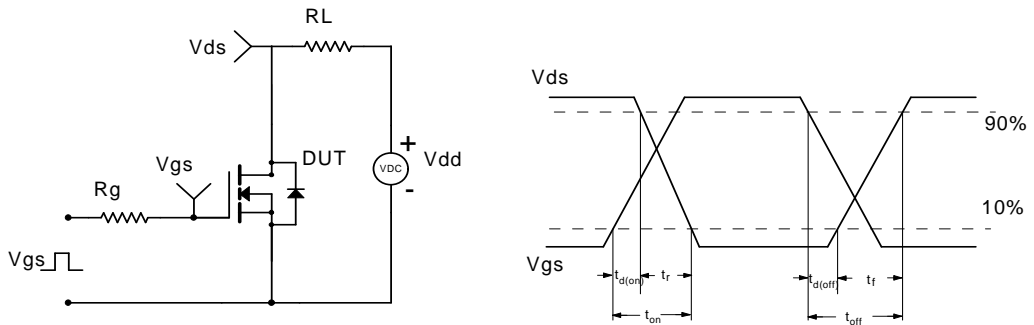 RL
Vds
Vgs
DUT
VDC
+
-
Vdd
Rg
Vgs
Vds
90%
10%
Vgs
td(on)
tr
td(off)
tf
ton
toff